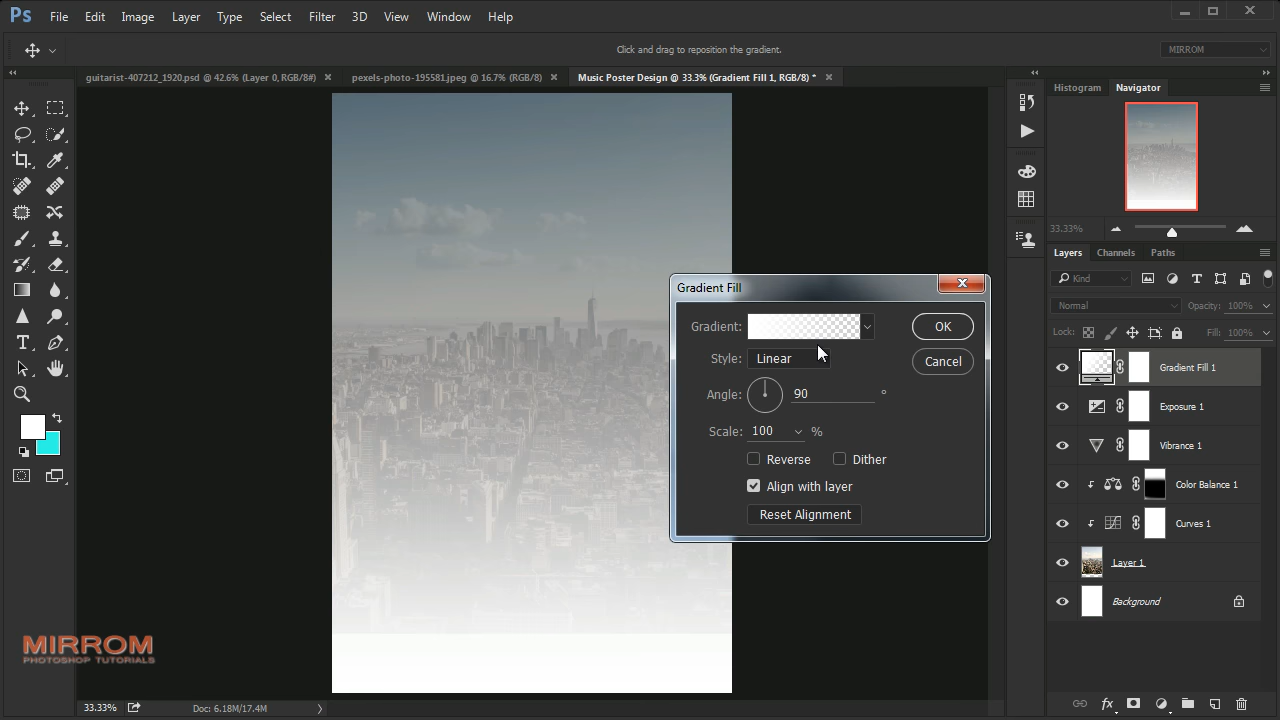 Ps File Edit Image Layer Type Select Filter 3D View Window Help
Click and drag to reposition the gradient.
MIRROM
guitarist-407212_1920.psd @ 42.6% (Layer 0, RGB/8#)
pexels-photo-195581.jpeg @ 16.7% (RGB/8)
Music Poster Design @ 33.3% (Gradient Fill 1, RGB/8) *
Histogram Navigator
33.33%
Layers Channels Paths
Kind
Normal Opacity: 100%
Lock: Fill: 100%
Gradient Fill 1
Exposure 1
Vibrance 1
Color Balance 1
Curves 1
Layer 1
Background
Gradient Fill
Gradient: OK
Style: Linear Cancel
Angle: 90 °
Scale: 100 %
Reverse Dither
Align with layer
Reset Alignment
MIRROM
PHOTOSHOP TUTORIALS
33.33% Doc: 6.18M/17.4M